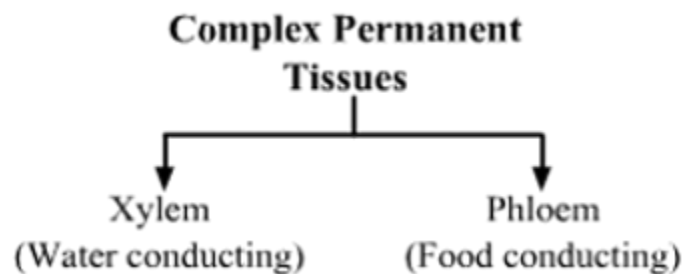 Complex Permanent
Tissues
Xylem
(Water conducting)
Phloem
(Food conducting)